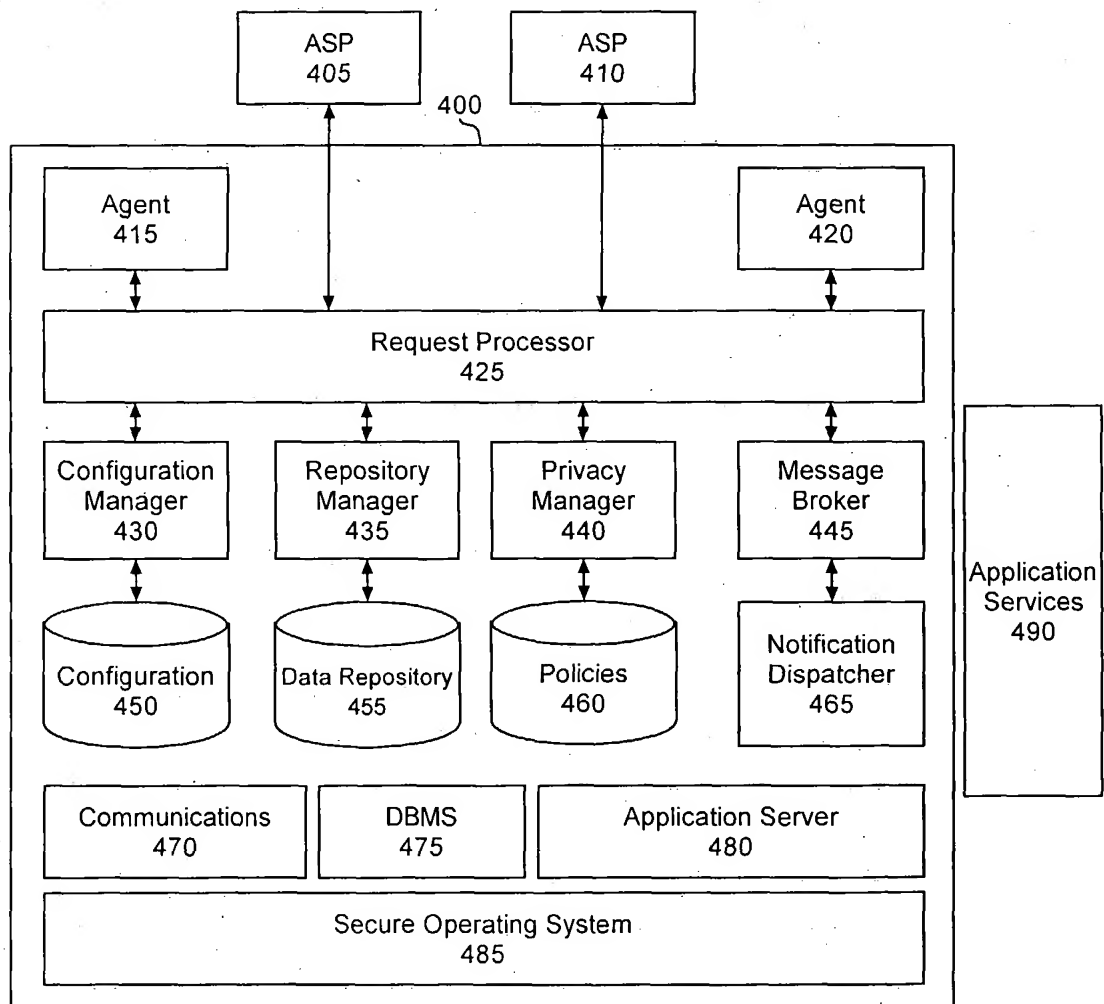 ASP
405
ASP
410
400
Agent
415
Agent
420
Request Processor
425
Configuration
Manager
430
Repository
Manager
435
Privacy
Manager
440
Message
Broker
445
Application
Services
490
Configuration
450
Data Repository
455
Policies
460
Notification
Dispatcher
465
Communications
470
DBMS
475
Application Server
480
Secure Operating System
485